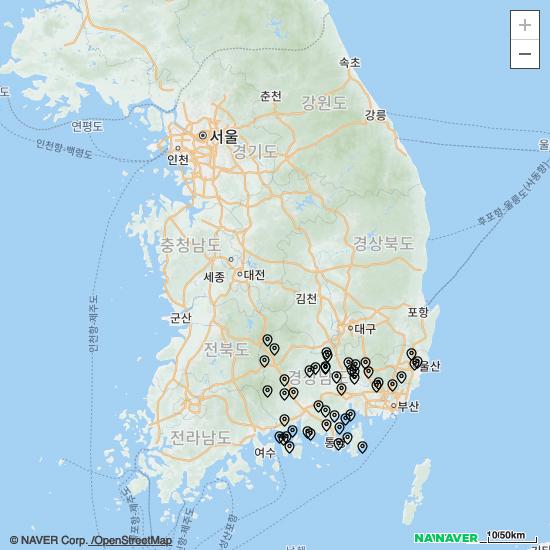 +
−
속초
강원도
춘천
강릉
도
연평도
서울
울
인천
경기도
인천항-백령도
후포항-울릉도(사동항)
충청남도
경상북도
세종
대전
김천
포항
인천항-제주도
군산
대구
전라북도
울산
경상남도
부산
전라남도
여수
통
© NAVER Corp. /OpenStreetMap
NAVER
10/50km